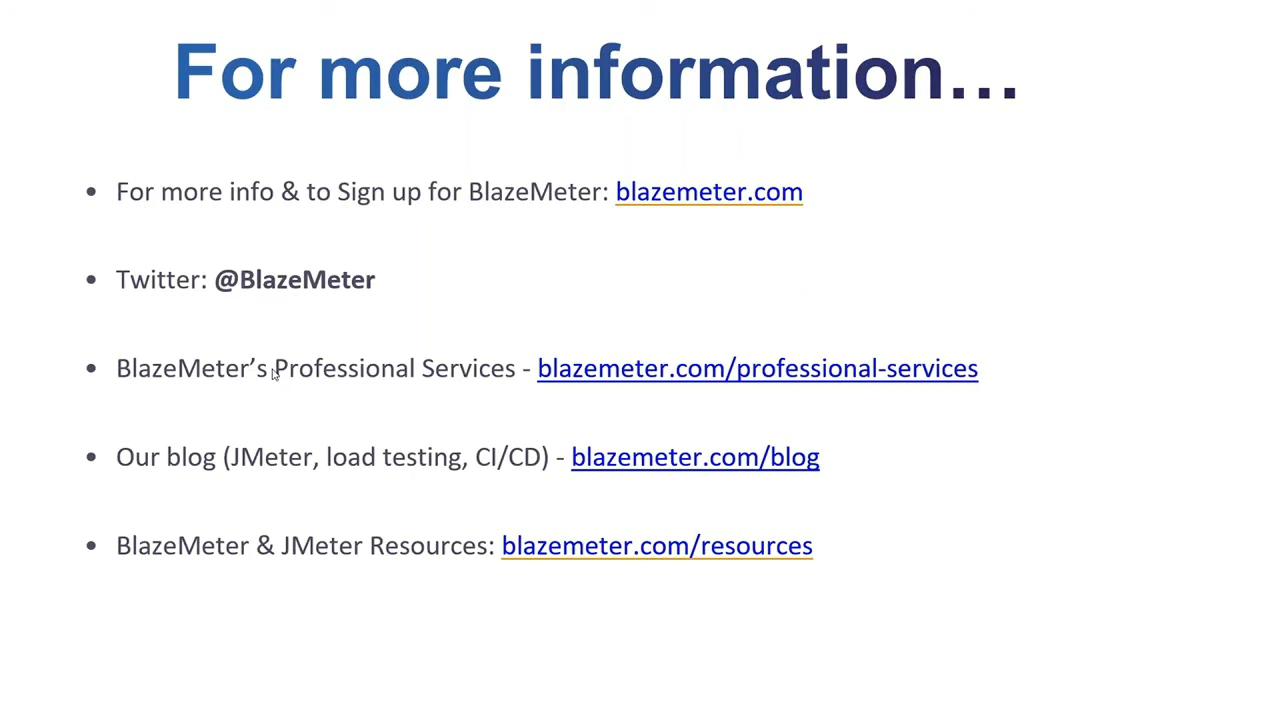 For more information…
• For more info & to Sign up for BlazeMeter: blazemeter.com
• Twitter: @BlazeMeter
• BlazeMeter’s Professional Services - blazemeter.com/professional-services
• Our blog (JMeter, load testing, CI/CD) - blazemeter.com/blog
• BlazeMeter & JMeter Resources: blazemeter.com/resources